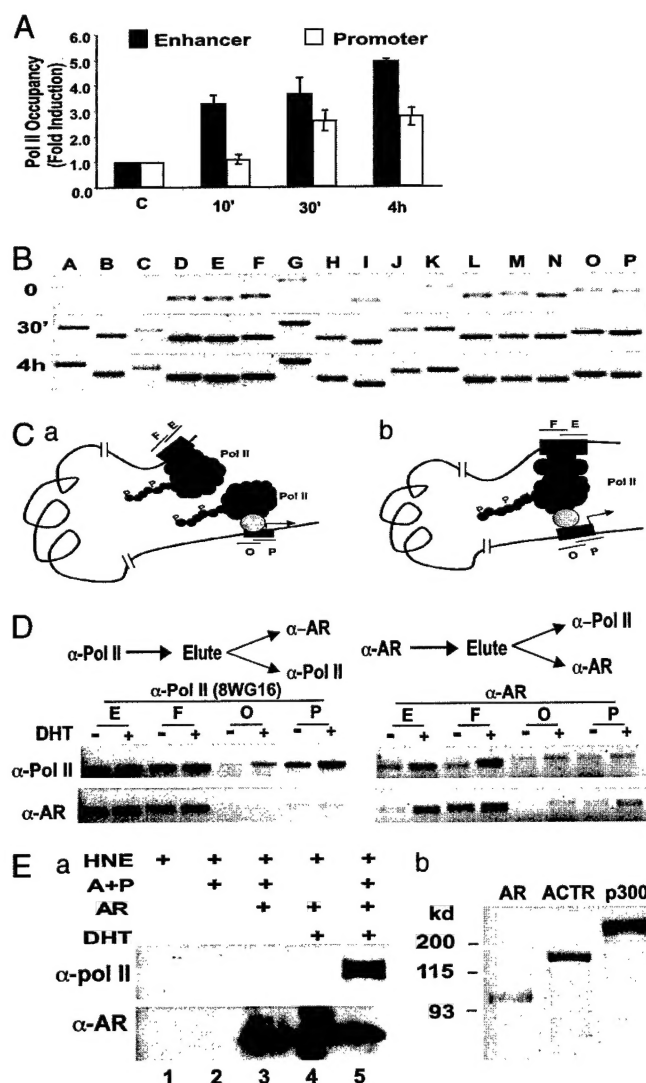 A
Pol II Occupancy
(Fold Induction)
6.0
5.0
4.0
3.0
2.0
1.0
0.0
Enhancer
Promoter
C 10' 30' 4h
B
A B C D E F G H I J K L M N O P
0
30'
4h
C a
F E
Pol II
P P P
Pol II
P P
O P
b
F E
Pol II
P P
O P
D
α-Pol II Elute α-AR
α-Pol II
α-Pol II (8WG16)
E F O P
DHT - + - + - + - +
α-Pol II
α-AR
α-AR Elute α-Pol II
α-AR
α-AR
E F O P
- + - + - + - +
E a
HNE + + + + +
A+P + + +
AR + + +
DHT + +
α-pol II
α-AR
1 2 3 4 5
b
AR ACTR p300
kd
200 -
115 -
93 -